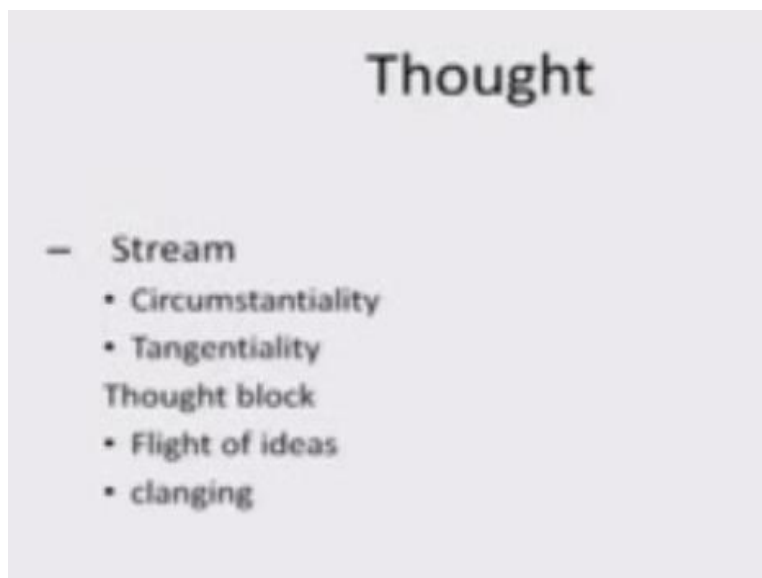 Thought
– Stream
• Circumstantiality
• Tangentiality
Thought block
• Flight of ideas
• clanging